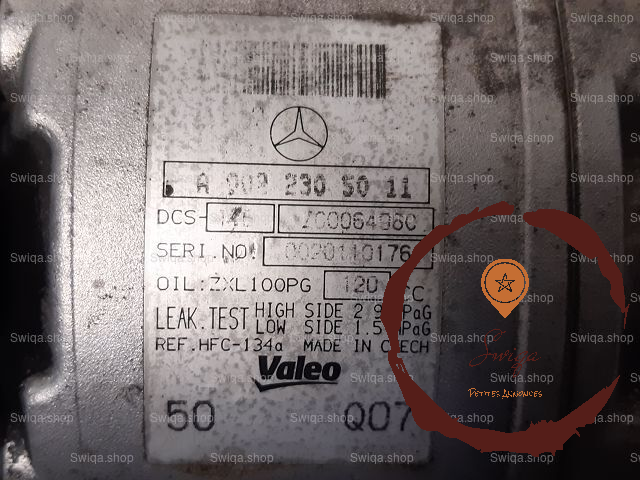 A 230 50 11
DCS-
SERI.NO
OIL:ZXL100PG 120 CC
LEAK.TEST HIGH SIDE
LOW SIDE
REF.HFC-134a MADE IN CZECH
Valeo
50 Q07
Swiqa
PETITES ANNONCES
Swiqa.shop